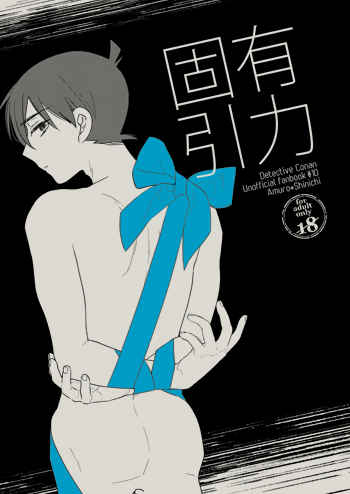 固有
引力
Detective Conan
Unofficial fanbook #10
Amuro★Shinichi
for
adult
only
18